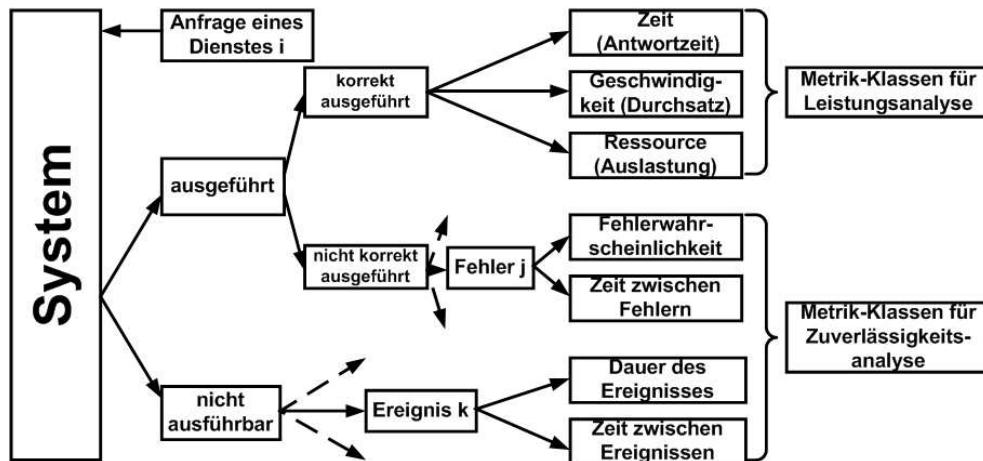 System
Anfrage eines
Dienstes i
ausgeführt
nicht
ausführbar
korrekt
ausgeführt
nicht korrekt
ausgeführt
Fehler j
Ereignis k
Zeit
(Antwortzeit)
Geschwindig-
keit (Durchsatz)
Ressource
(Auslastung)
Fehlerwahr-
scheinlichkeit
Zeit zwischen
Fehlern
Dauer des
Ereignisses
Zeit zwischen
Ereignissen
Metrik-Klassen für
Leistungsanalyse
Metrik-Klassen für
Zuverlässigkeits-
analyse